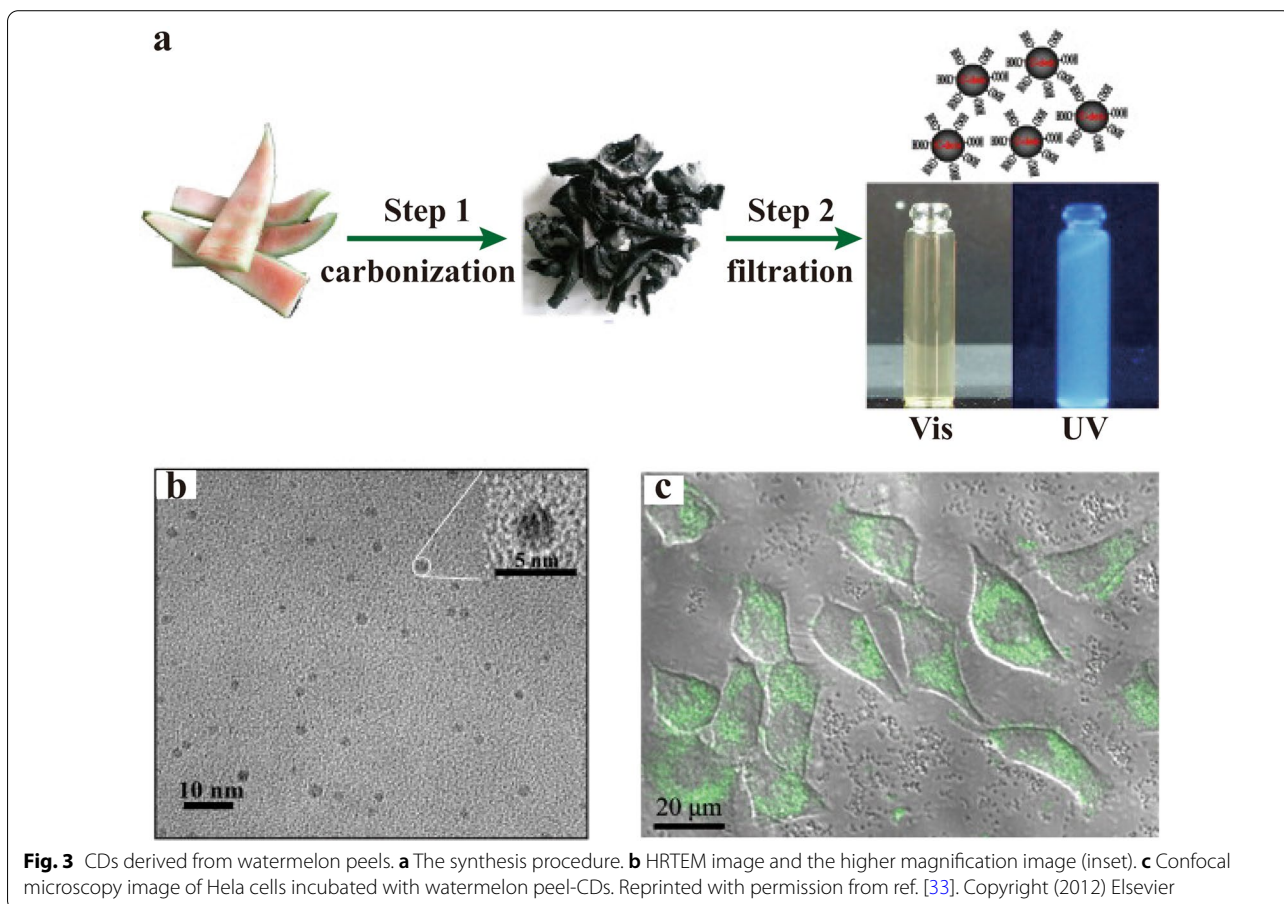 a
Step 1
carbonization
Step 2
filtration
Vis
UV
b
5 nm
10 nm
c
20 µm
Fig. 3 CDs derived from watermelon peels. a The synthesis procedure. b HRTEM image and the higher magnification image (inset). c Confocal
microscopy image of Hela cells incubated with watermelon peel-CDs. Reprinted with permission from ref. [33]. Copyright (2012) Elsevier